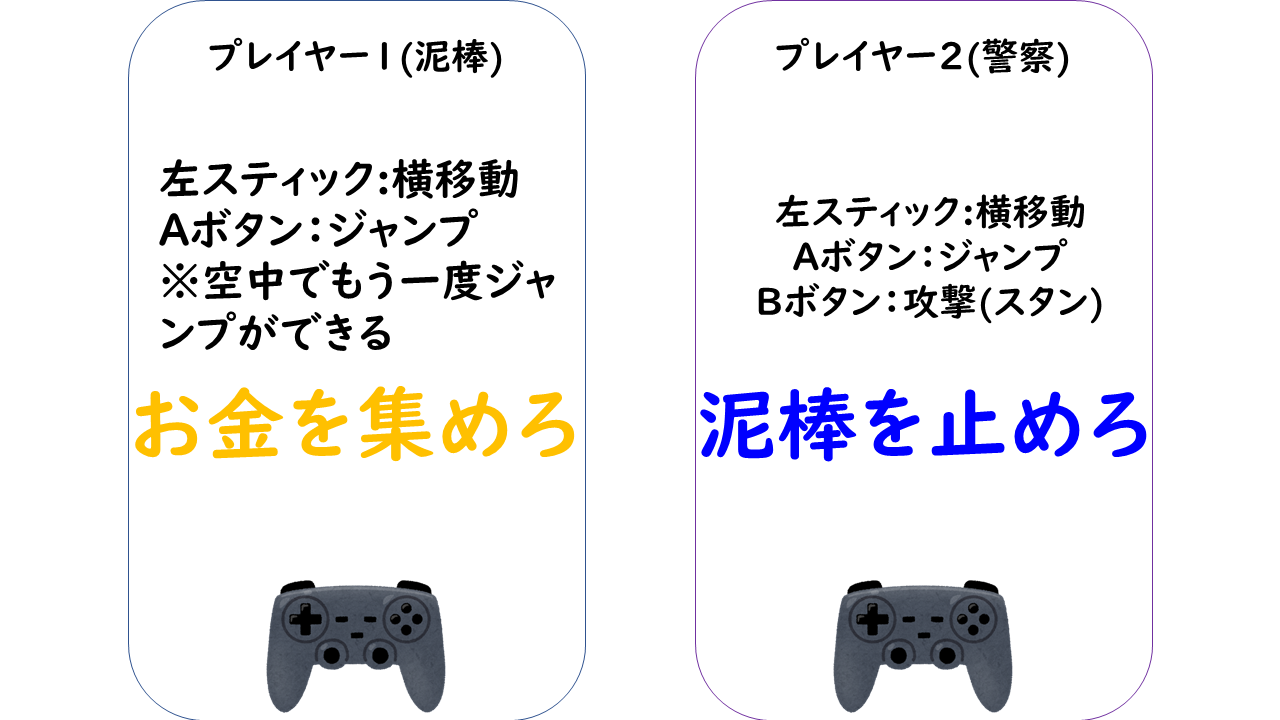 プレイヤー1(泥棒)
左スティック:横移動
Aボタン：ジャンプ
※空中でもう一度ジャ
ンプができる
お金を集めろ
プレイヤー2(警察)
左スティック:横移動
Aボタン：ジャンプ
Bボタン：攻撃(スタン)
泥棒を止めろ